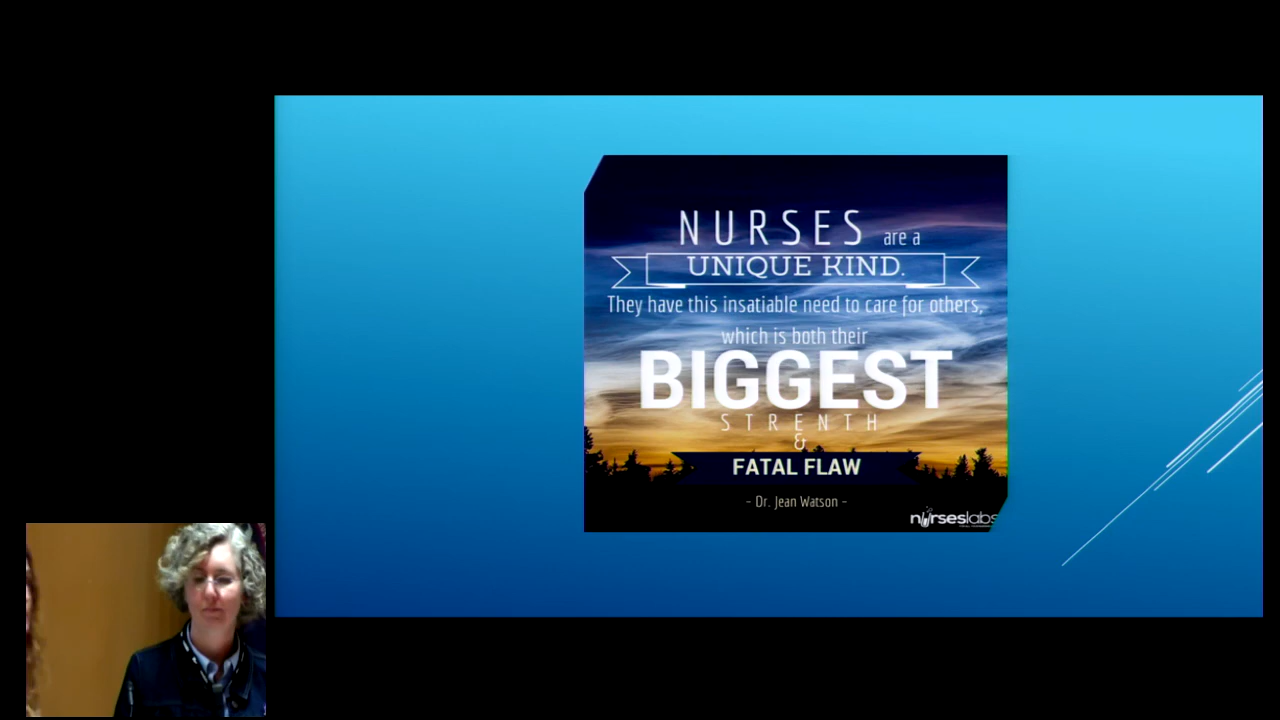 NURSES are a
UNIQUE KIND.
They have this insatiable need to care for others,
which is both their
BIGGEST
STRENTH
&
FATAL FLAW
- Dr. Jean Watson -
nurseslabs